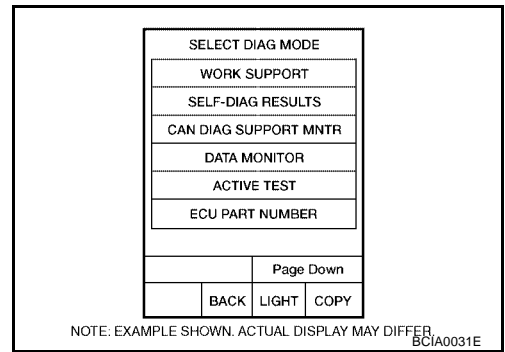 SELECT DIAG MODE
WORK SUPPORT
SELF-DIAG RESULTS
CAN DIAG SUPPORT MNTR
DATA MONITOR
ACTIVE TEST
ECU PART NUMBER
Page Down
BACK LIGHT COPY
NOTE: EXAMPLE SHOWN. ACTUAL DISPLAY MAY DIFFER.
BCIA0031E